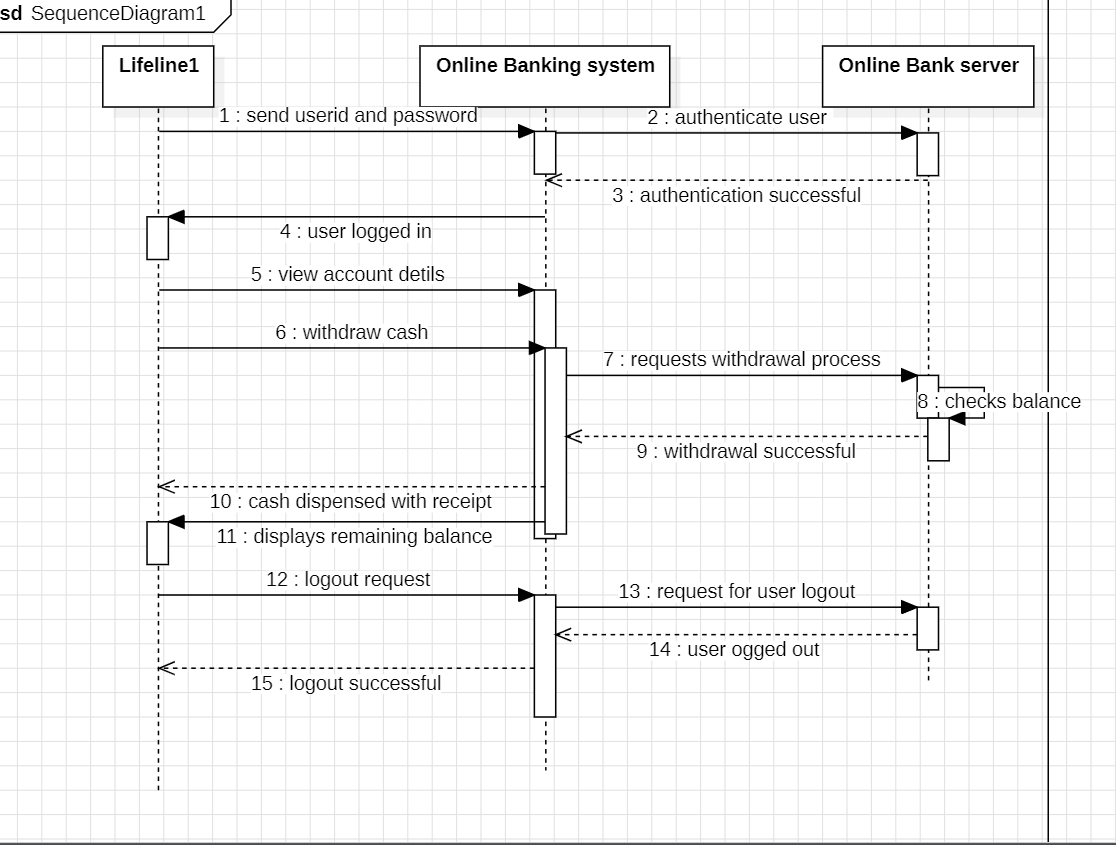 sd SequenceDiagram1
Lifeline1
Online Banking system
Online Bank server
1 : send userid and password
2 : authenticate user
3 : authentication successful
4 : user logged in
5 : view account detils
6 : withdraw cash
7 : requests withdrawal process
8 : checks balance
9 : withdrawal successful
10 : cash dispensed with receipt
11 : displays remaining balance
12 : logout request
13 : request for user logout
14 : user ogged out
15 : logout successful